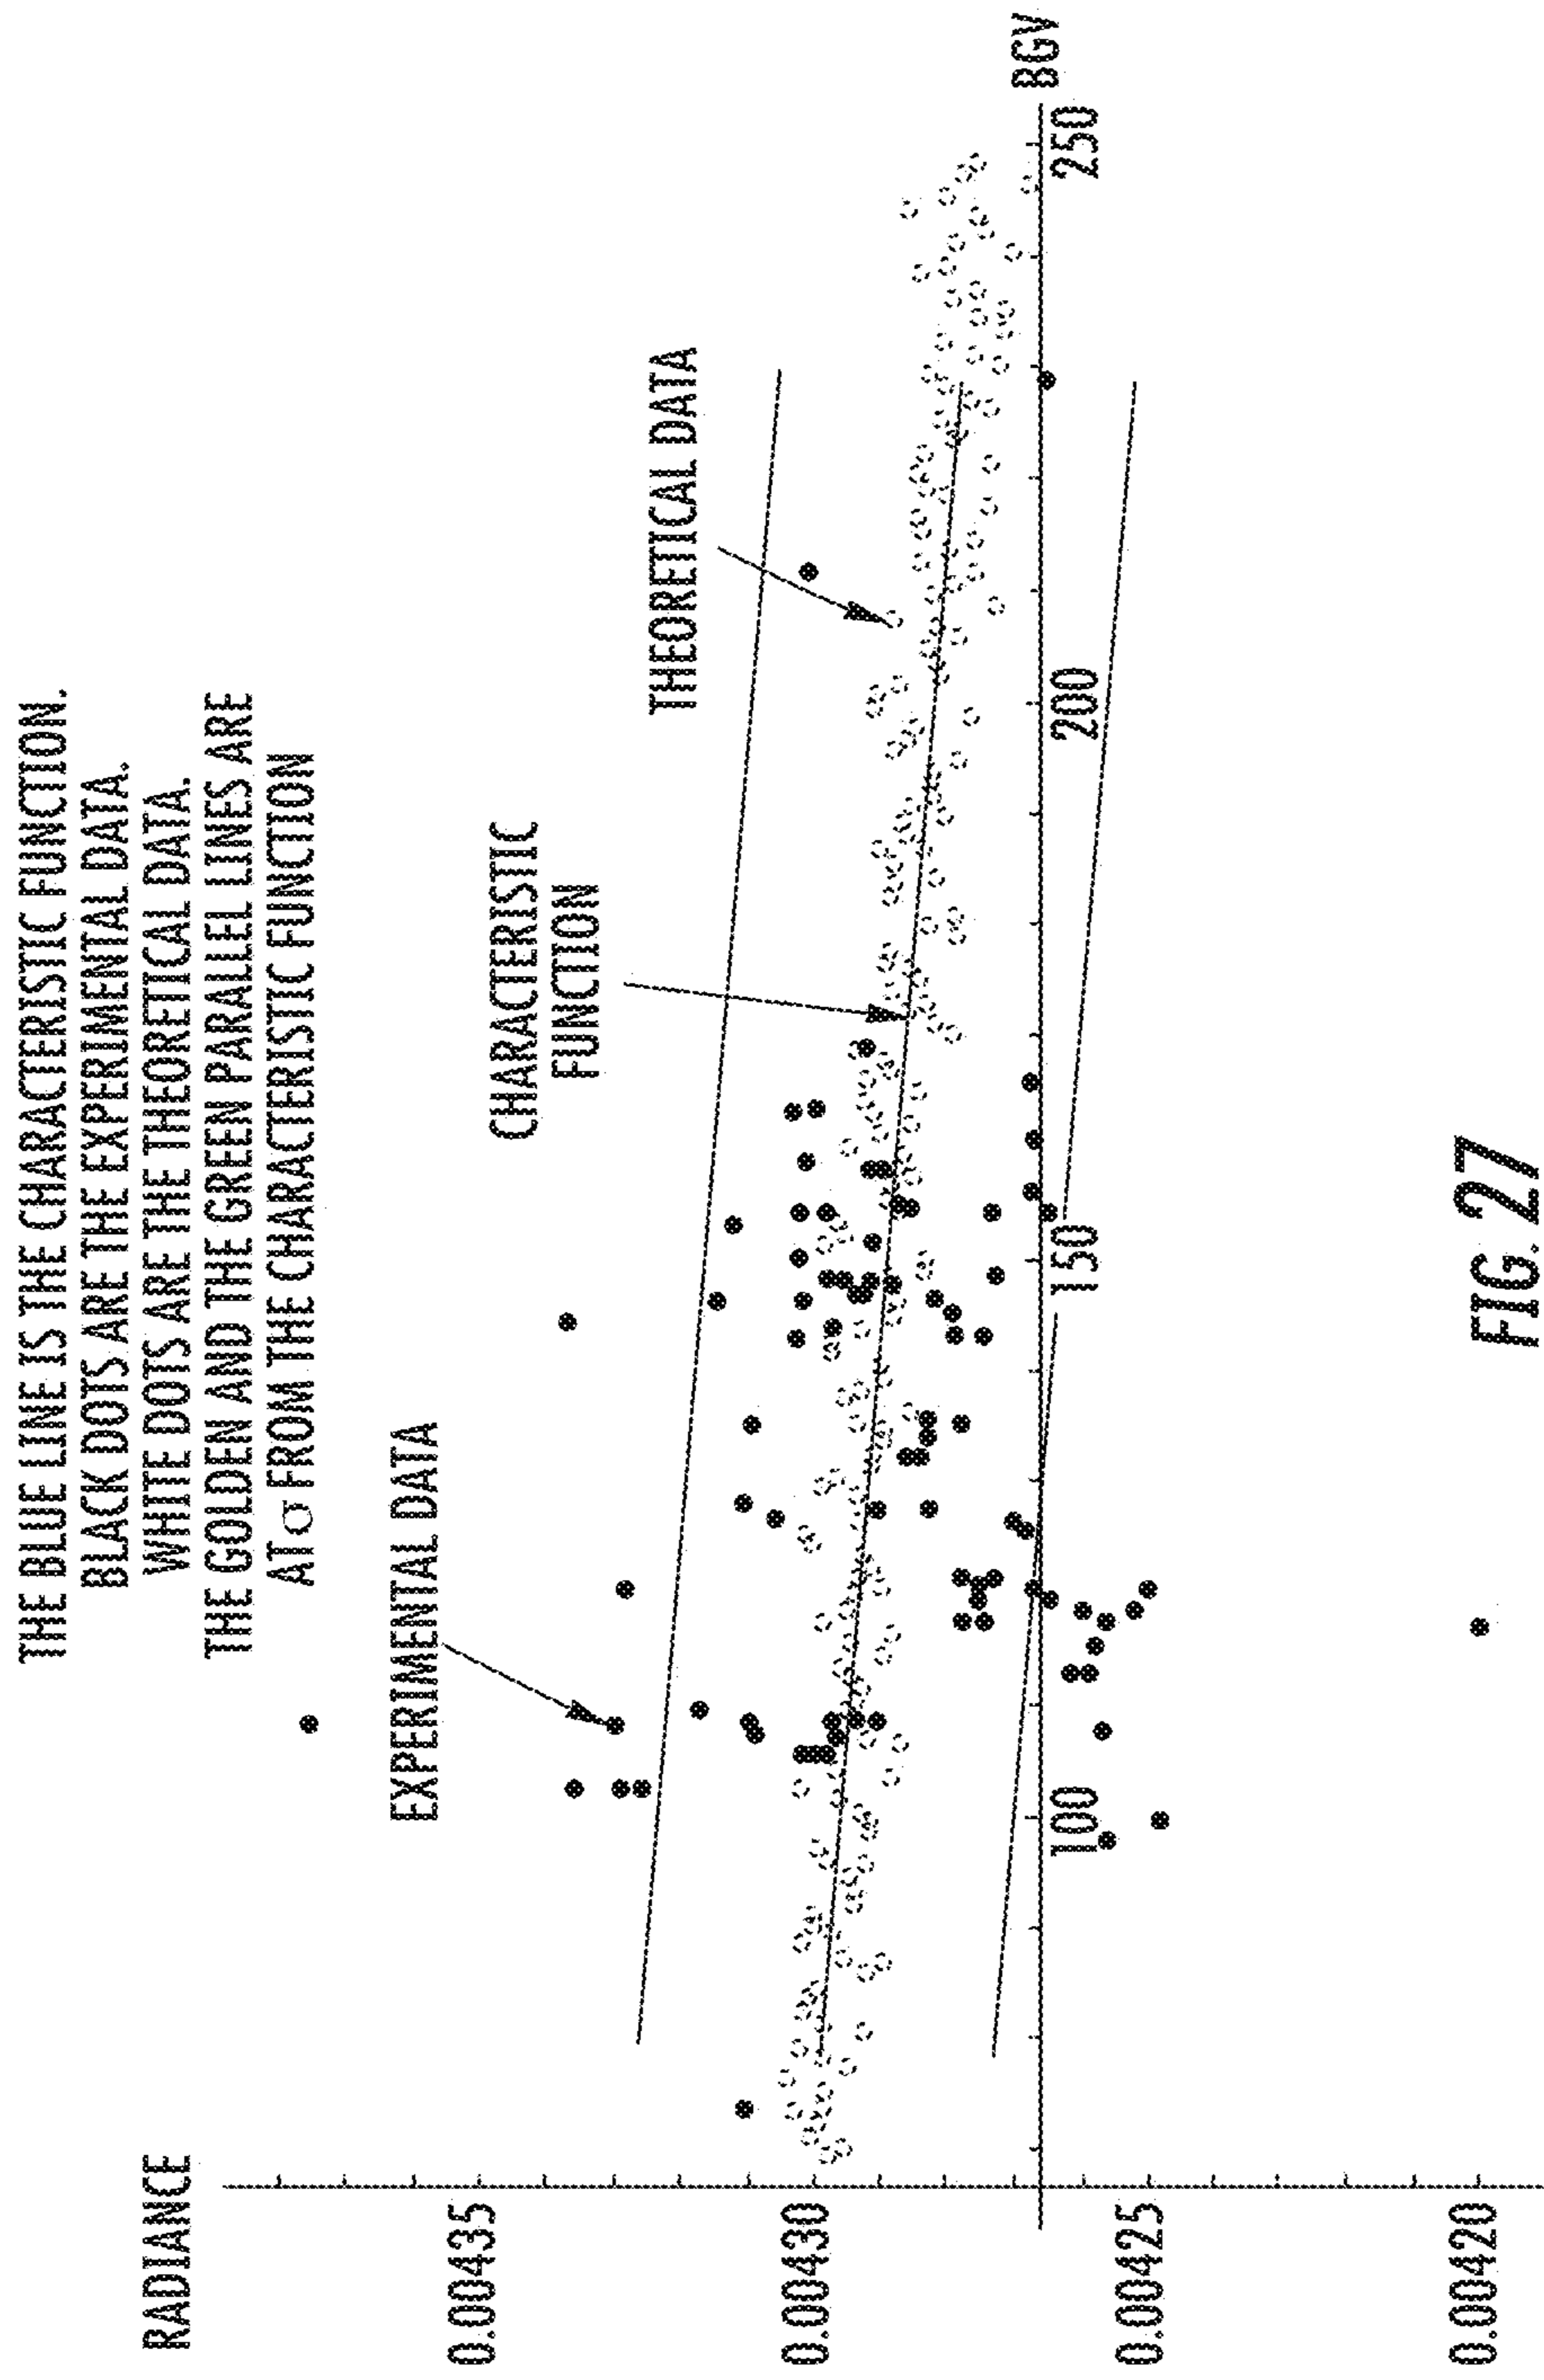 THE BLUE LINE IS THE CHARACTERISTIC FUNCTION.
BLACK DOTS ARE THE EXPERIMENTAL DATA.
WHITE DOTS ARE THE THEORETICAL DATA.
THE GOLDEN AND THE GREEN PARALLEL LINES ARE
AT σ FROM THE CHARACTERISTIC FUNCTION
RADIANCE
EXPERIMENTAL DATA
CHARACTERISTIC
FUNCTION
THEORETICAL DATA
0.00435
0.00430
0.00425
0.00420
100
150
200
250
BGV
FIG. 27